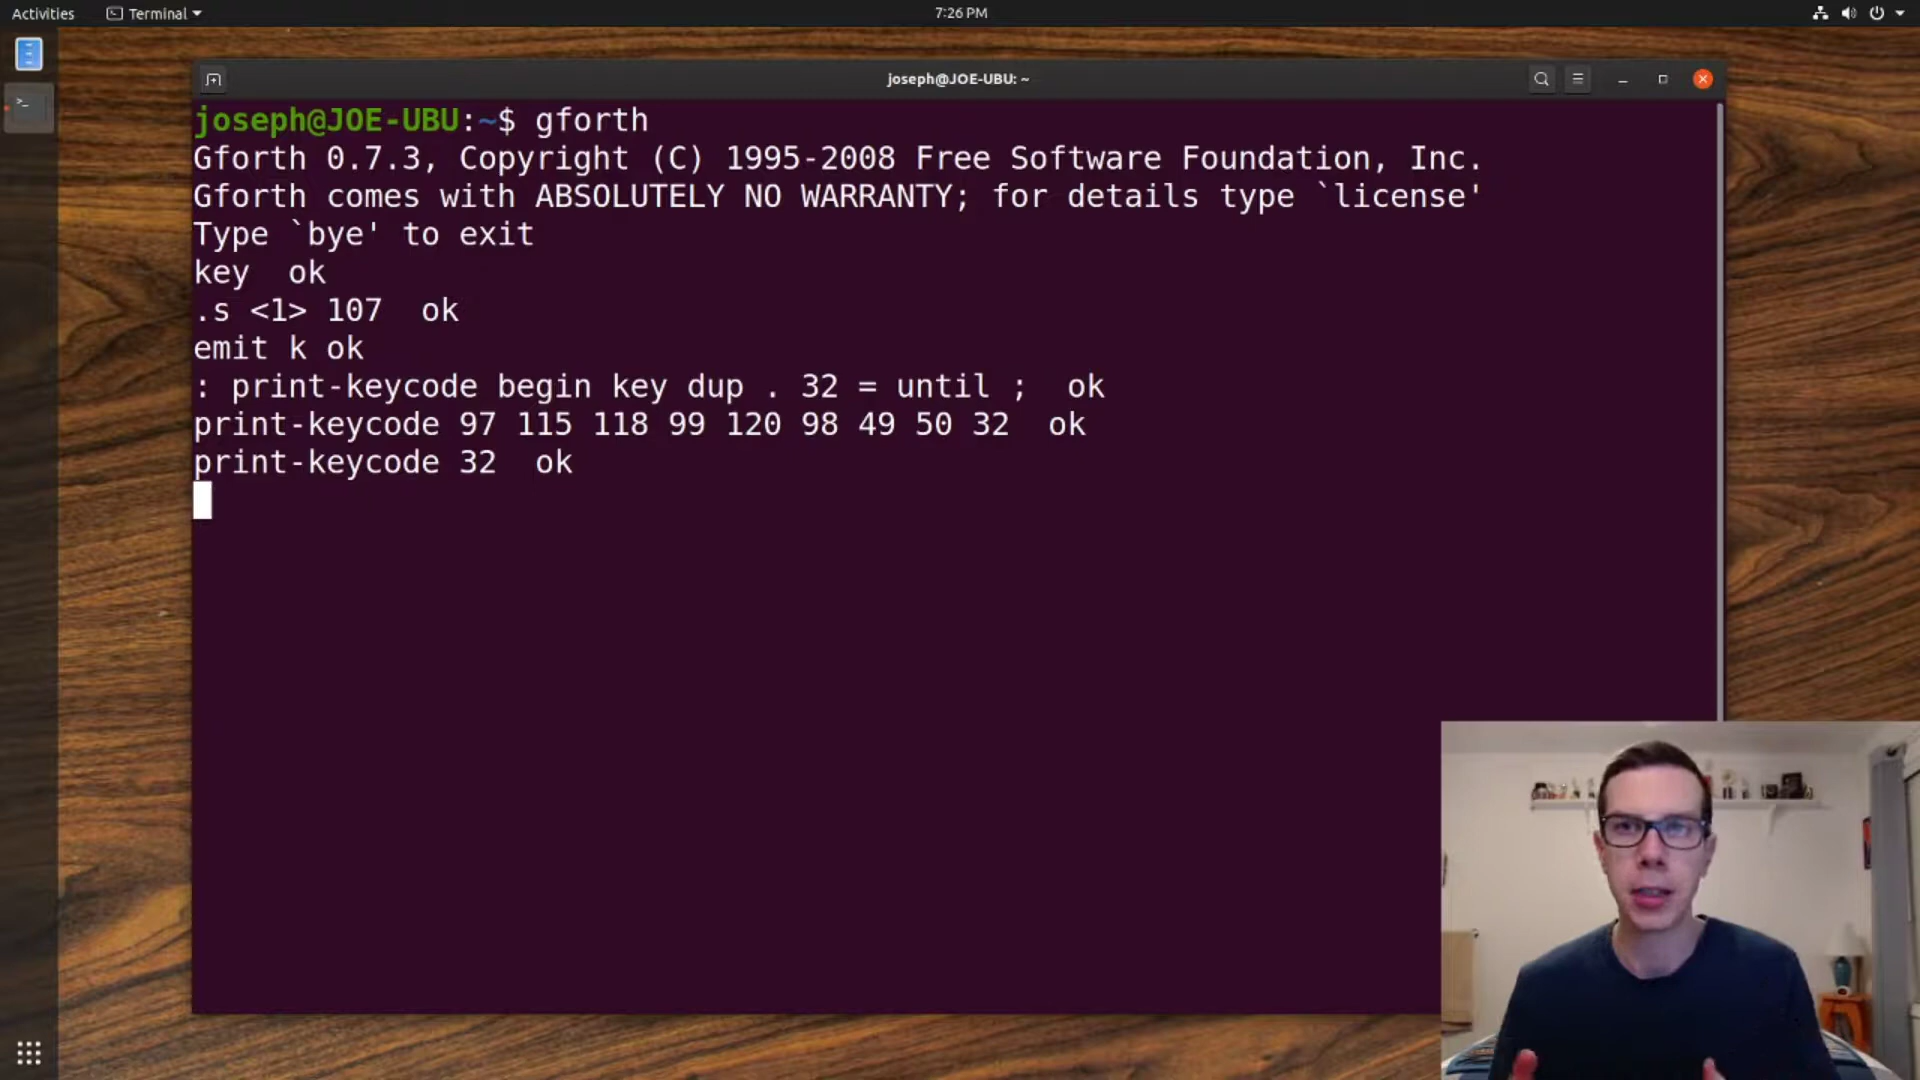 Activities
Terminal
7:26 PM
joseph@JOE-UBU: ~
joseph@JOE-UBU:~$ gforth
Gforth 0.7.3, Copyright (C) 1995-2008 Free Software Foundation, Inc.
Gforth comes with ABSOLUTELY NO WARRANTY; for details type `license'
Type `bye' to exit
key  ok
.s <1> 107  ok
emit k ok
: print-keycode begin key dup . 32 = until ;  ok
print-keycode 97 115 118 99 120 98 49 50 32  ok
print-keycode 32  ok